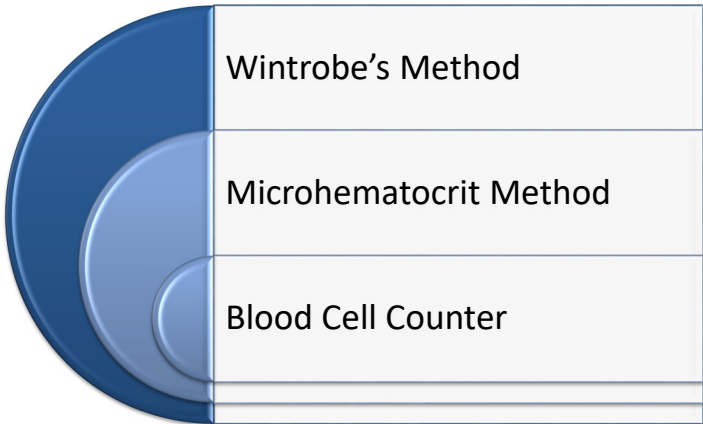 Wintrobe’s Method
Microhematocrit Method
Blood Cell Counter